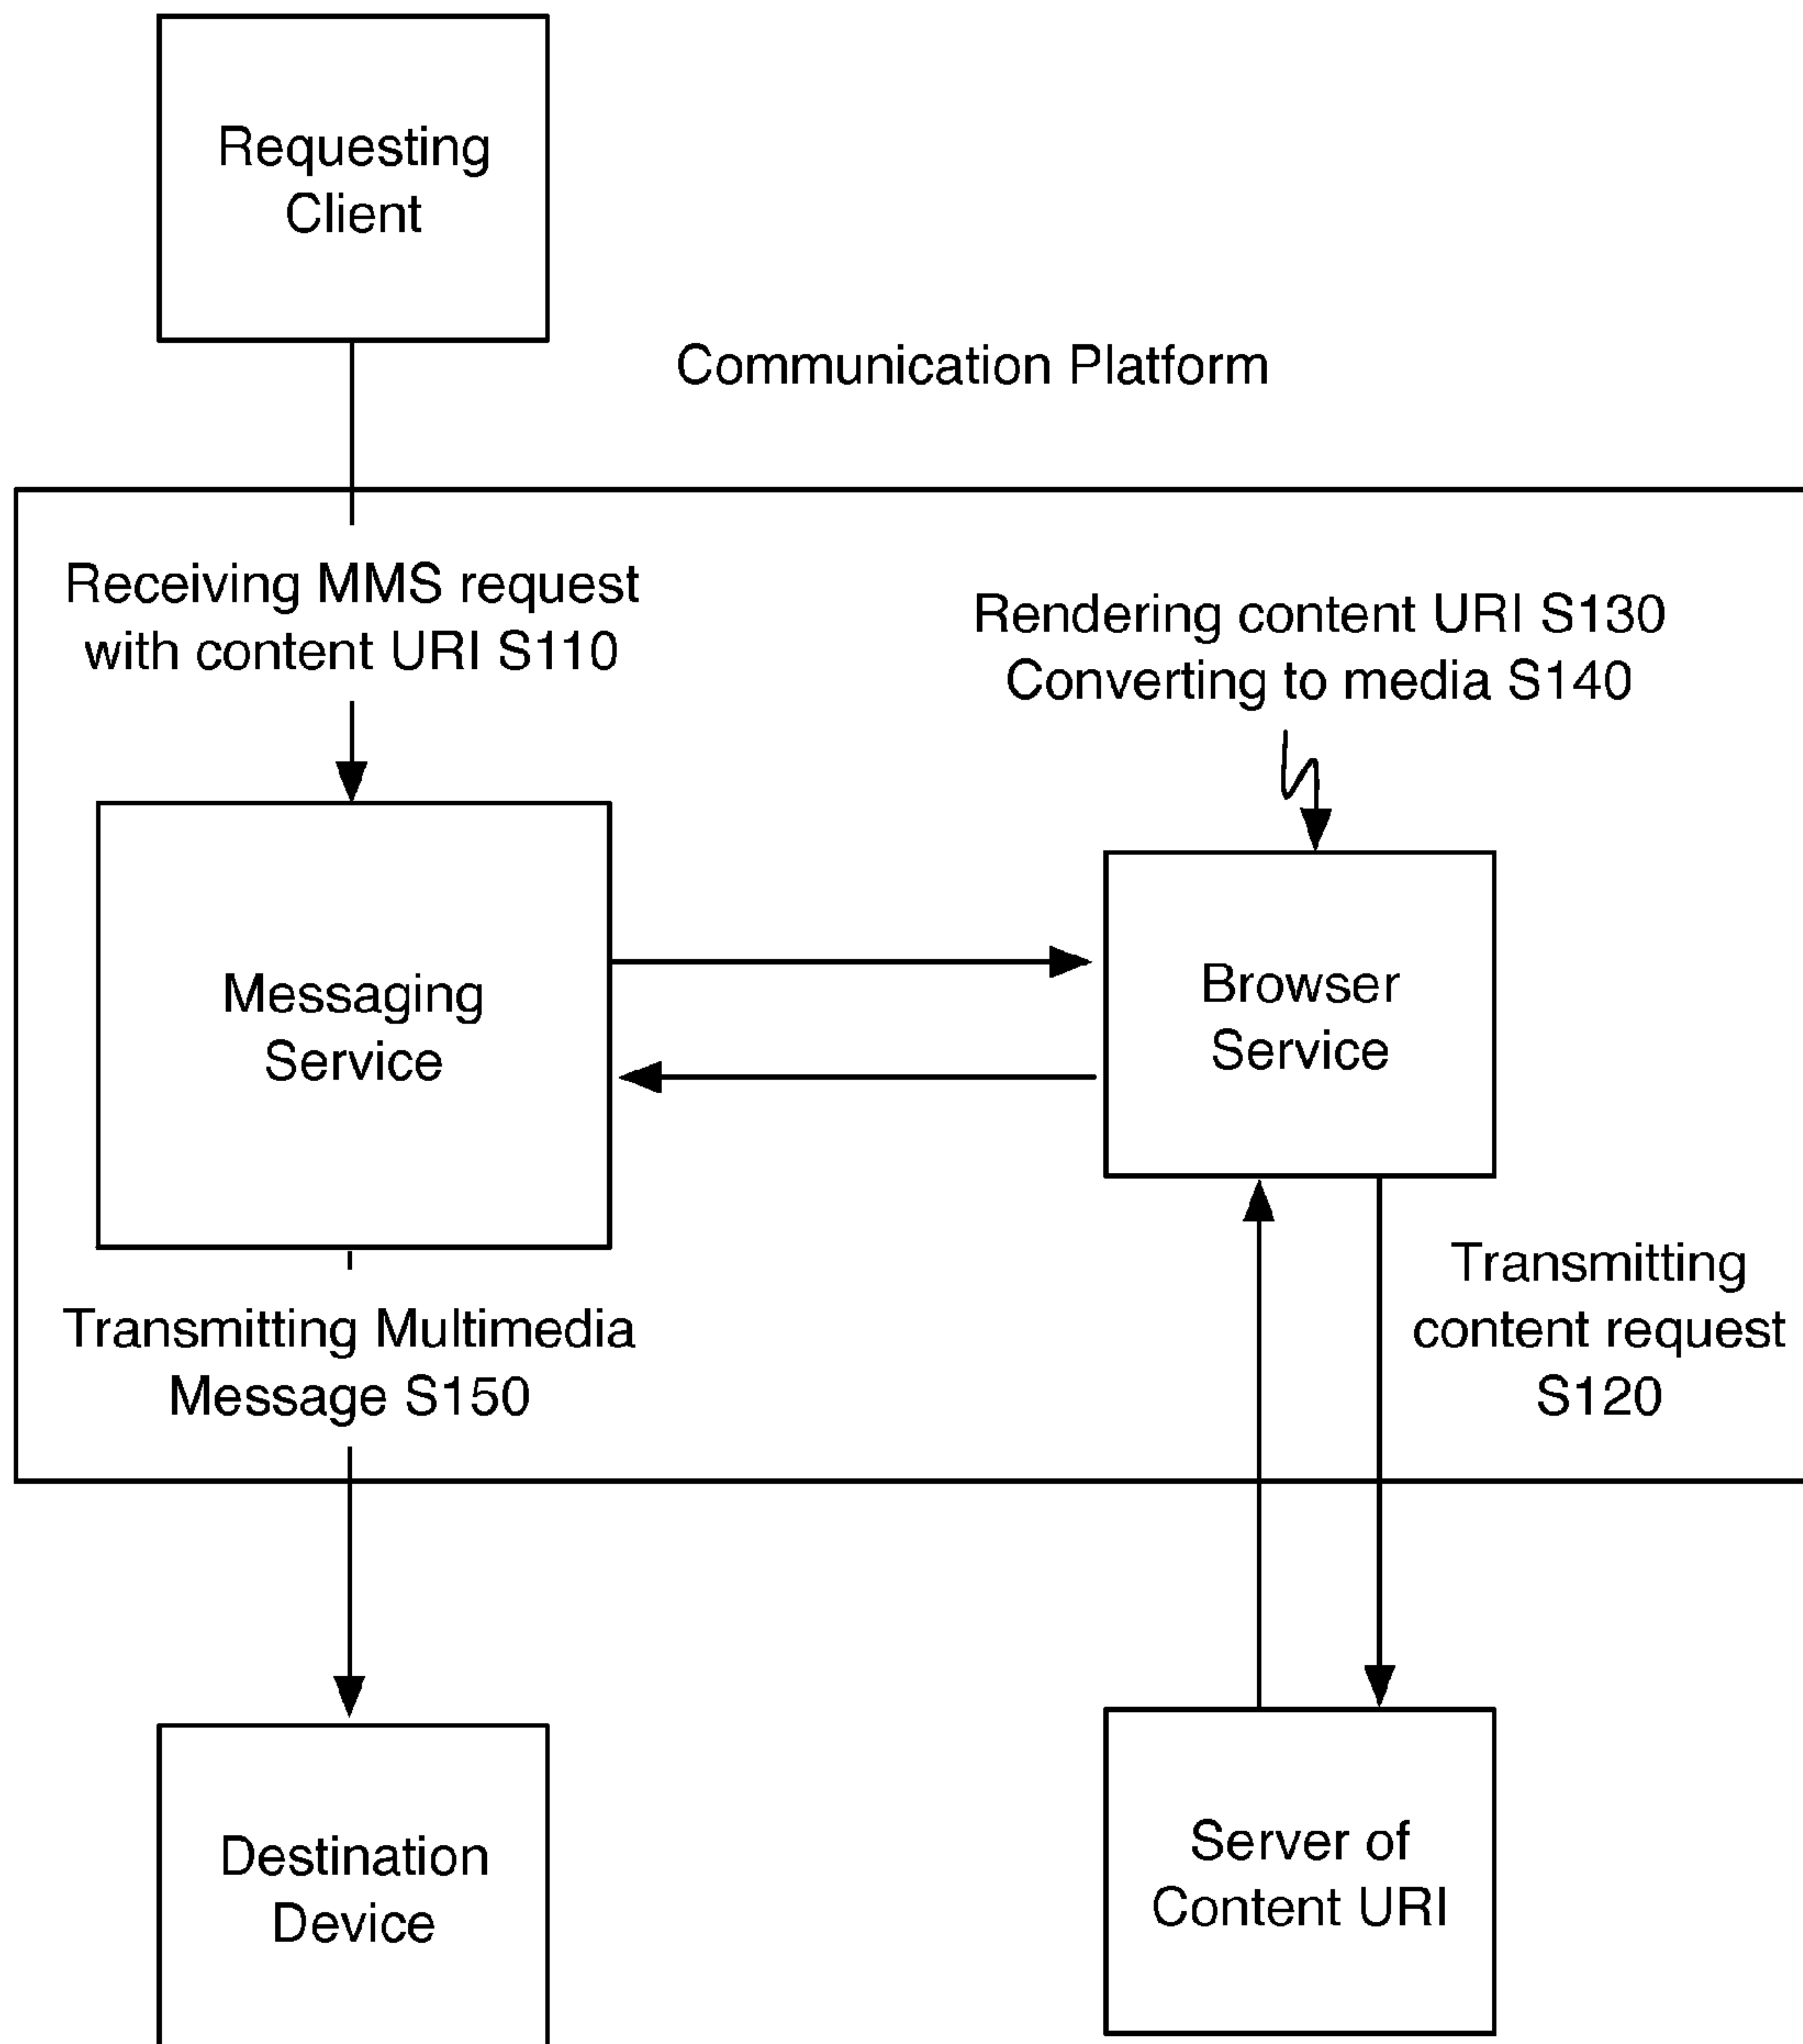 Requesting
Client
Communication Platform
Receiving MMS request
with content URI S110
Rendering content URI S130
Converting to media S140
Messaging
Service
Browser
Service
Transmitting Multimedia
Message S150
Transmitting
content request
S120
Destination
Device
Server of
Content URI